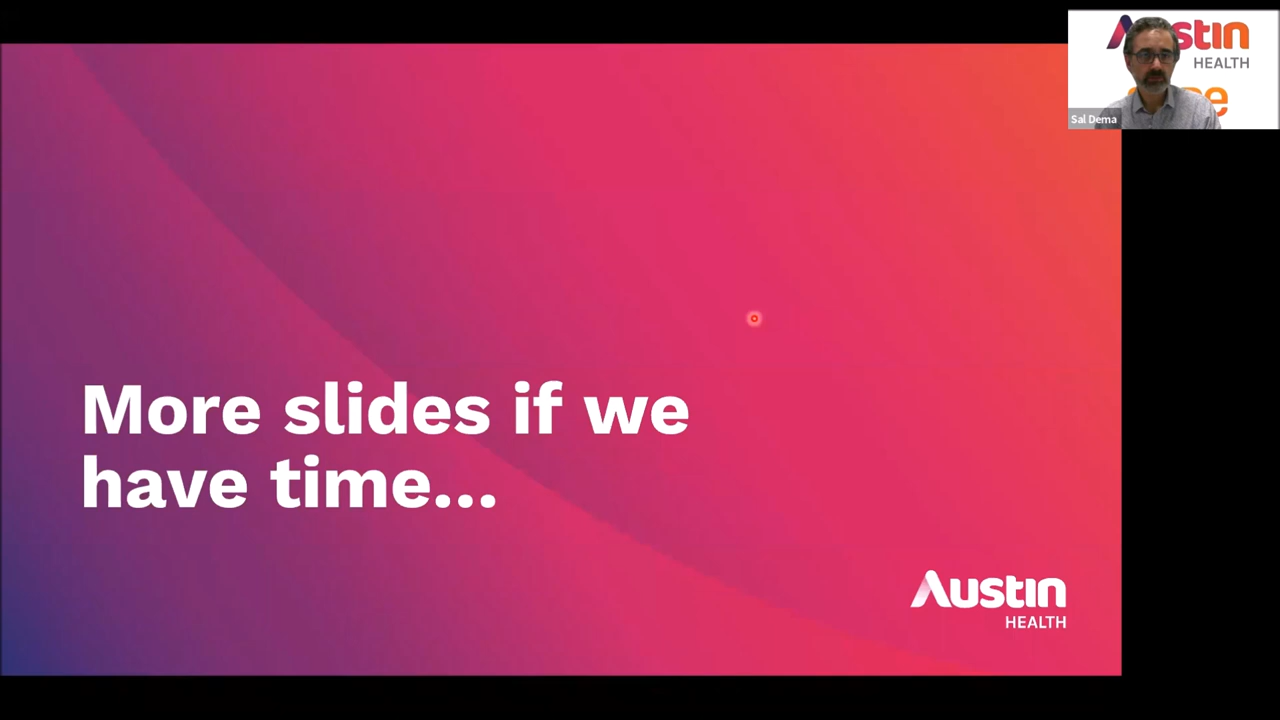 Austin
HEALTH
Sal Dema
More slides if we
have time...
Austin
HEALTH